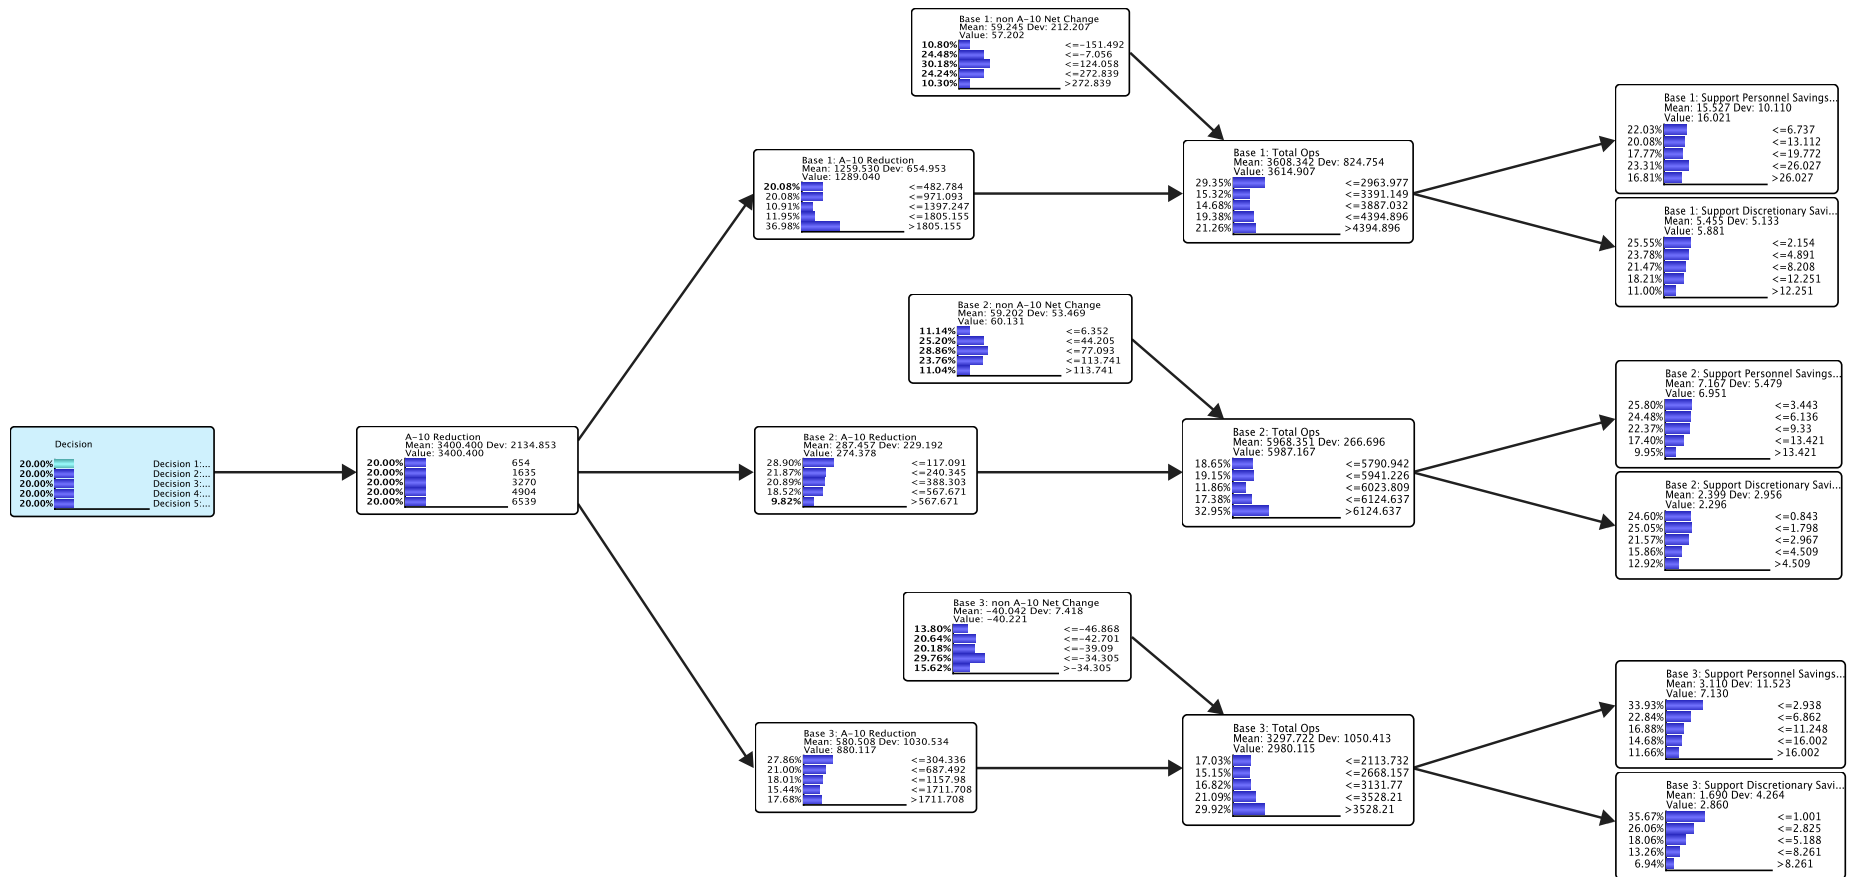 Decision
20.00% Decision 1:...
20.00% Decision 2:...
20.00% Decision 3:...
20.00% Decision 4:...
20.00% Decision 5:...
A-10 Reduction
Mean: 3400.400 Dev: 2134.853
Value: 3400.400
20.00% 654
20.00% 1635
20.00% 3270
20.00% 4904
20.00% 6539
Base 1: A-10 Reduction
Mean: 1259.530 Dev: 654.953
Value: 1289.040
20.08% <=482.784
20.08% <=971.093
10.91% <=1397.247
11.95% <=1805.155
36.98% >1805.155
Base 2: A-10 Reduction
Mean: 287.457 Dev: 229.192
Value: 274.378
28.90% <=117.091
21.87% <=240.345
20.89% <=388.303
18.52% <=567.671
9.82% >567.671
Base 3: A-10 Reduction
Mean: 580.508 Dev: 1030.534
Value: 880.117
27.86% <=304.336
21.00% <=687.492
18.01% <=1157.98
15.44% <=1711.708
17.68% >1711.708
Base 1: non A-10 Net Change
Mean: 59.245 Dev: 212.207
Value: 57.202
10.80% <=-151.492
24.48% <=-7.056
30.18% <=124.058
24.24% <=272.839
10.30% >272.839
Base 2: non A-10 Net Change
Mean: 59.202 Dev: 53.469
Value: 60.131
11.14% <=6.352
25.20% <=44.205
28.86% <=77.093
23.76% <=113.741
11.04% >113.741
Base 3: non A-10 Net Change
Mean: -40.042 Dev: 7.418
Value: -40.221
13.80% <=-46.868
20.64% <=-42.701
20.18% <=-39.09
29.76% <=-34.305
15.62% >-34.305
Base 1: Total Ops
Mean: 3608.342 Dev: 824.754
Value: 3614.907
29.35% <=2963.977
15.32% <=3391.149
14.68% <=3887.032
19.38% <=4394.896
21.26% >4394.896
Base 2: Total Ops
Mean: 5968.351 Dev: 266.696
Value: 5987.167
18.65% <=5790.942
19.15% <=5941.226
11.86% <=6023.809
17.38% <=6124.637
32.95% >6124.637
Base 3: Total Ops
Mean: 3297.722 Dev: 1050.413
Value: 2980.115
17.03% <=2113.732
15.15% <=2668.157
16.82% <=3131.77
21.09% <=3528.21
29.92% >3528.21
Base 1: Support Personnel Savings...
Mean: 15.527 Dev: 10.110
Value: 16.021
22.03% <=6.737
20.08% <=13.112
17.77% <=19.772
23.31% <=26.027
16.81% >26.027
Base 1: Support Discretionary Savi...
Mean: 5.455 Dev: 5.133
Value: 5.881
25.55% <=2.154
23.78% <=4.891
21.47% <=8.208
18.21% <=12.251
11.00% >12.251
Base 2: Support Personnel Savings...
Mean: 7.167 Dev: 5.479
Value: 6.951
25.80% <=3.443
24.48% <=6.136
22.37% <=9.33
17.40% <=13.421
9.95% >13.421
Base 2: Support Discretionary Savi...
Mean: 2.399 Dev: 2.956
Value: 2.296
24.60% <=0.843
25.05% <=1.798
21.57% <=2.967
15.86% <=4.509
12.92% >4.509
Base 3: Support Personnel Savings...
Mean: 3.110 Dev: 11.523
Value: 7.130
33.93% <=2.938
22.84% <=6.862
16.88% <=11.248
14.68% <=16.002
11.66% >16.002
Base 3: Support Discretionary Savi...
Mean: 1.690 Dev: 4.264
Value: 2.860
35.67% <=1.001
26.06% <=2.825
18.06% <=5.188
13.26% <=8.261
6.94% >8.261